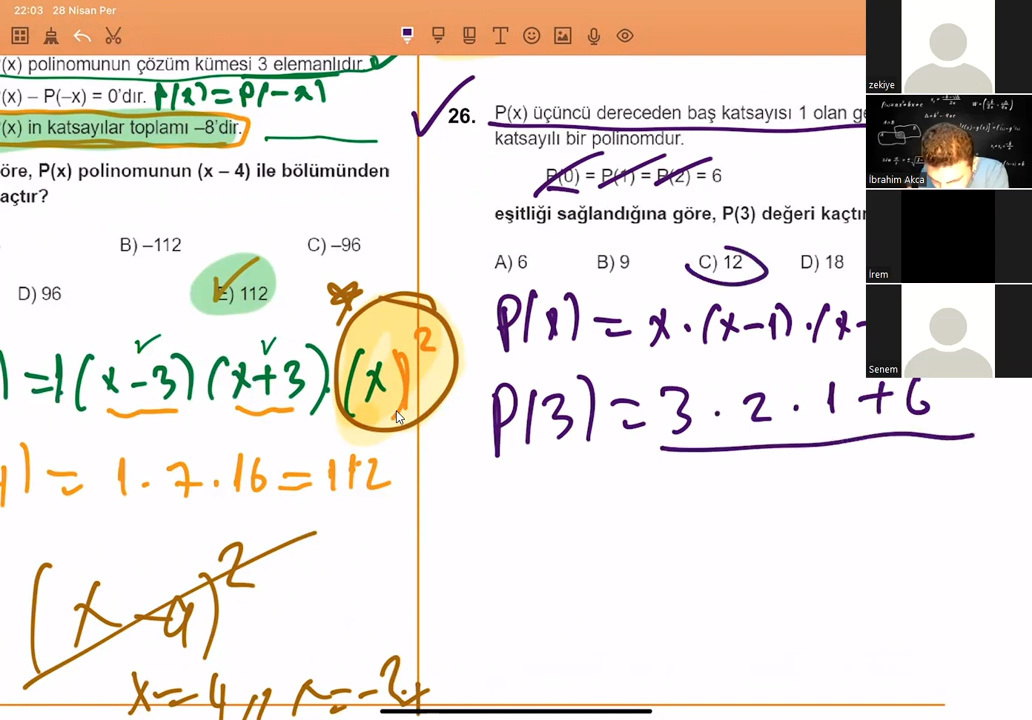 22:03 28 Nisan Per
(x) polinomunun çözüm kümesi 3 elemanlıdır
(x) – P(–x) = 0'dır. P(x) = P(-x)
(x) in katsayılar toplamı –8'dir.
öre, P(x) polinomunun (x – 4) ile bölümünden
açtır?
B) –112 C) –96
D) 96 E) 112
) = 1 (x-3) (x+3) . (x)²
) = 1 . 7 . 16 = 112
(x-4)²
x = 4
26. P(x) üçüncü dereceden baş katsayısı 1 olan ge
katsayılı bir polinomdur.
P(0) = P(1) = P(2) = 6
eşitliği sağlandığına göre, P(3) değeri kaçtır
A) 6 B) 9 C) 12 D) 18
P(x) = x . (x-1) . (x-
P(3) = 3 . 2 . 1 + 6
zekiye
İbrahim Akca
İrem
Senem